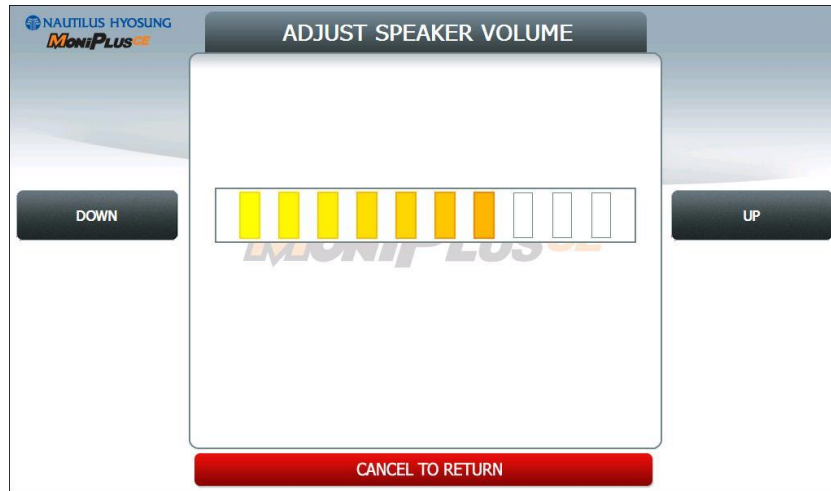 NAUTILUS HYOSUNG
MONIPLUSCE
ADJUST SPEAKER VOLUME
DOWN
UP
MONIPLUSCE
CANCEL TO RETURN